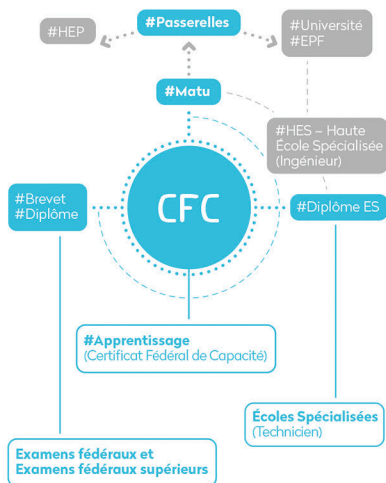 #Passerelles
#HEP
#Université
#EPF
#Matu
#HES – Haute
École Spécialisée
(Ingénieur)
CFC
#Brevet
#Diplôme
#Diplôme ES
#Apprentissage
(Certificat Fédéral de Capacité)
Écoles Spécialisées
(Technicien)
Examens fédéraux et
Examens fédéraux supérieurs